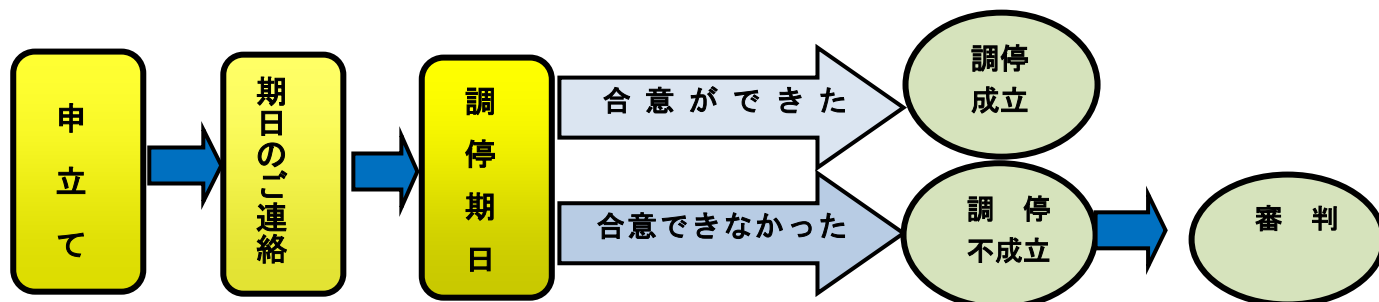 申立て
期日のご連絡
調停期日
合意ができた
調停
成立
合意できなかった
調　停
不成立
審　判